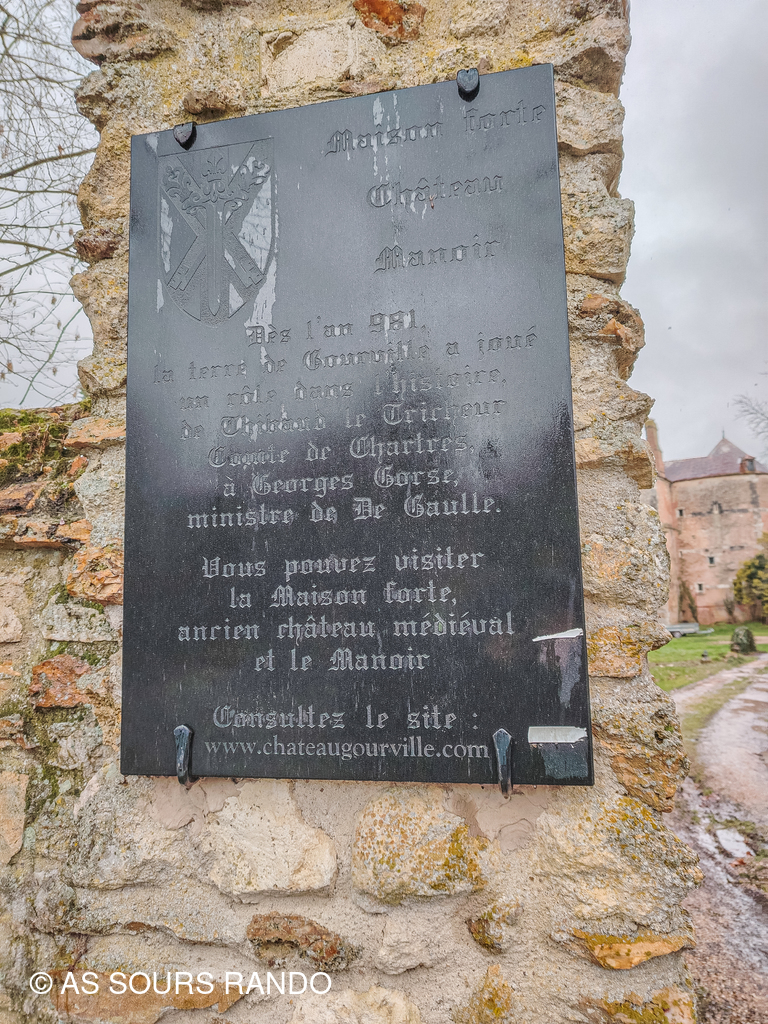 Maison forte
Château
Manoir
Dès l'an 981,
la terre de Gourville a joué
un rôle dans l'histoire,
de Thibaud le Tricheur
Comte de Chartres,
à Georges Gorse,
ministre de De Gaulle.
Vous pouvez visiter
la Maison forte,
ancien château médiéval
et le Manoir
Consultez le site :
www.chateaugourville.com
© AS SOURS RANDO